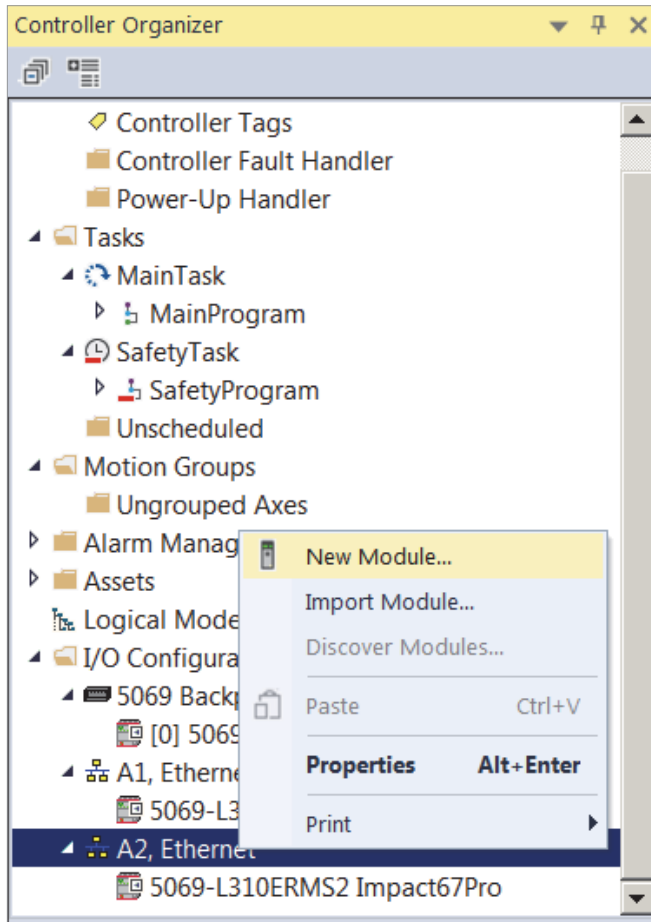 Controller Organizer
Controller Tags
Controller Fault Handler
Power-Up Handler
Tasks
MainTask
MainProgram
SafetyTask
SafetyProgram
Unscheduled
Motion Groups
Ungrouped Axes
Alarm Manag
Assets
Logical Mode
I/O Configura
5069 Backp
[0] 5069
A1, Etherne
5069-L3
A2, Ethernet
5069-L310ERMS2 Impact67Pro
New Module...
Import Module...
Discover Modules...
Paste Ctrl+V
Properties Alt+Enter
Print